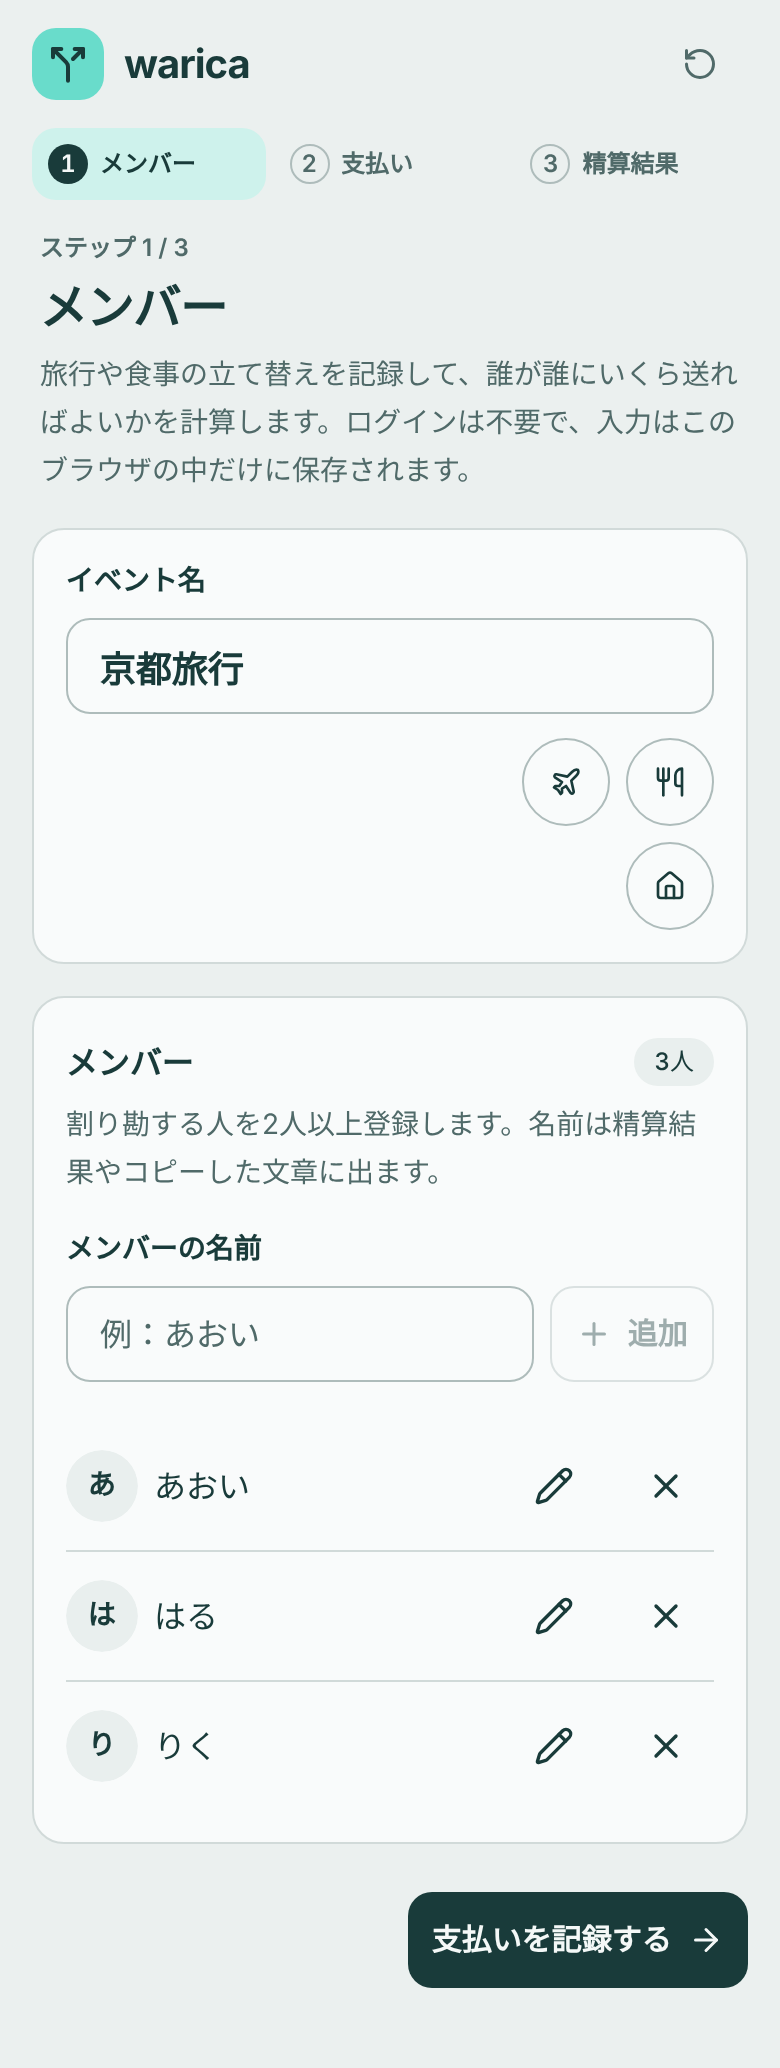 warica
1 メンバー
2 支払い
3 精算結果
ステップ 1 / 3
メンバー
旅行や食事の立て替えを記録して、誰が誰にいくら送れ
ばよいかを計算します。ログインは不要で、入力はこの
ブラウザの中だけに保存されます。
イベント名
京都旅行
メンバー
3人
割り勘する人を2人以上登録します。名前は精算結
果やコピーした文章に出ます。
メンバーの名前
例：あおい
追加
あ あおい
は はる
り りく
支払いを記録する